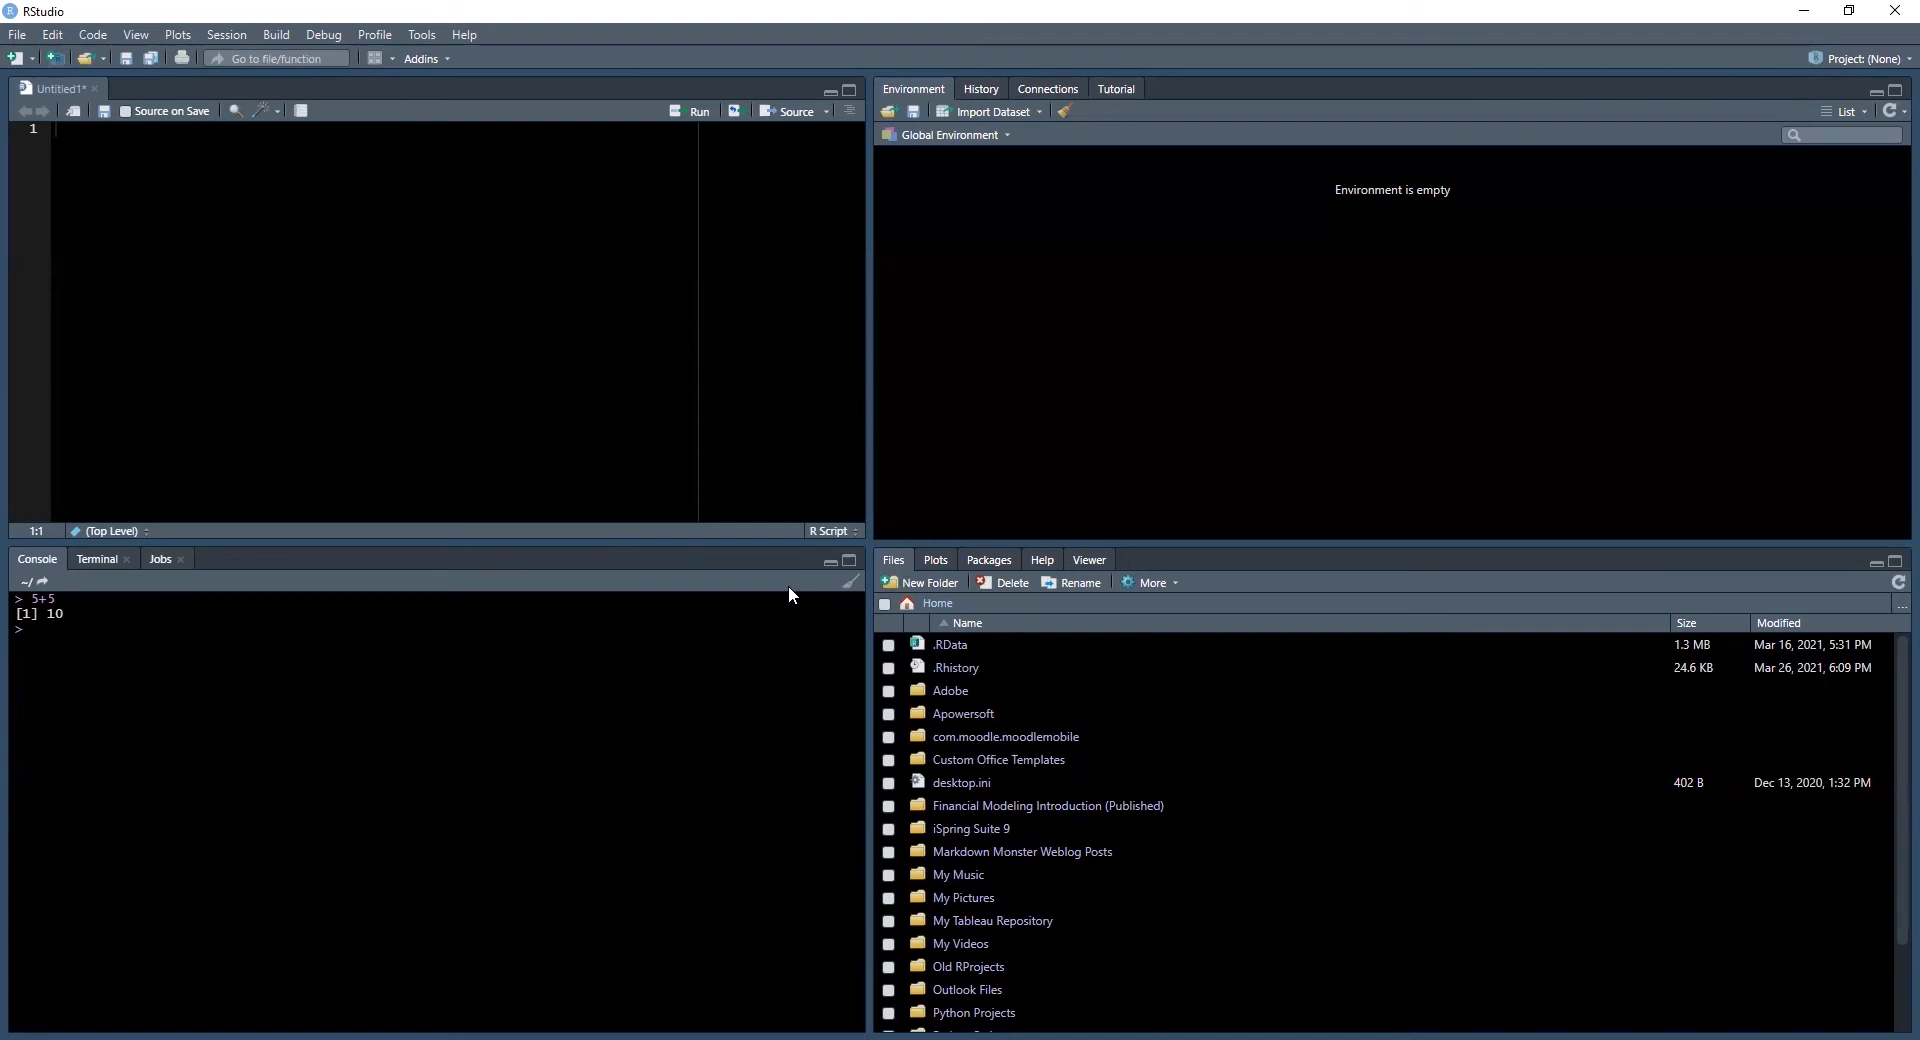 RStudio
File Edit Code View Plots Session Build Debug Profile Tools Help
Go to file/function Addins Project: (None)
Untitled1*
Source on Save Run Source
1
1:1 (Top Level) R Script
Console Terminal Jobs
~/
> 5+5
[1] 10
>
Environment History Connections Tutorial
Import Dataset List
Global Environment
Environment is empty
Files Plots Packages Help Viewer
New Folder Delete Rename More
Home ...
Name Size Modified
.RData 1.3 MB Mar 16, 2021, 5:31 PM
.Rhistory 24.6 KB Mar 26, 2021, 6:09 PM
Adobe
Apowersoft
com.moodle.moodlemobile
Custom Office Templates
desktop.ini 402 B Dec 13, 2020, 1:32 PM
Financial Modeling Introduction (Published)
iSpring Suite 9
Markdown Monster Weblog Posts
My Music
My Pictures
My Tableau Repository
My Videos
Old RProjects
Outlook Files
Python Projects